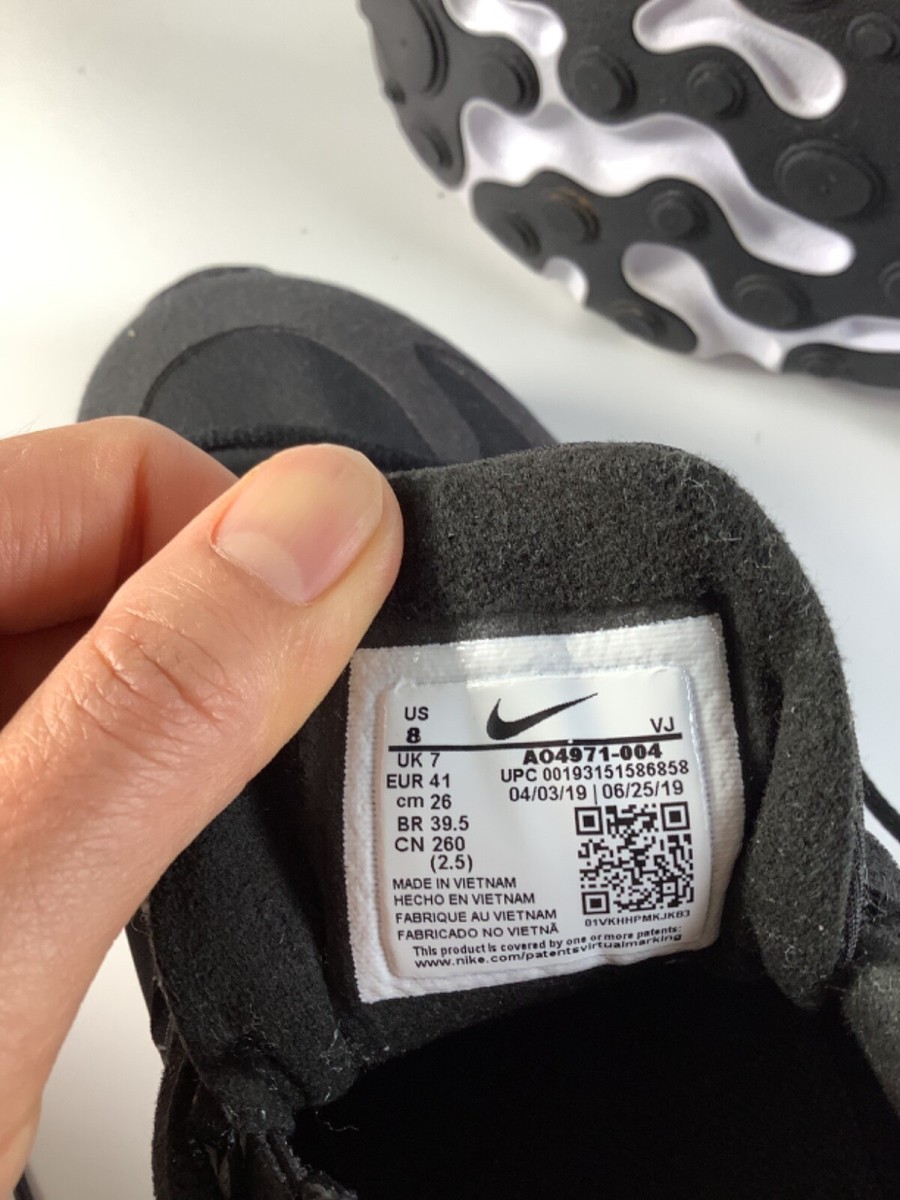 US
8
VJ
UK 7
EUR 41
cm 26
BR 39.5
CN 260
(2.5)
AO4971-004
UPC 00193151586858
04/03/19 | 06/25/19
01VKHHPMKJKB3
MADE IN VIETNAM
HECHO EN VIETNAM
FABRIQUE AU VIETNAM
FABRICADO NO VIETNÃ
This product is covered by one or more patents:
www.nike.com/patentsvirtualmarking